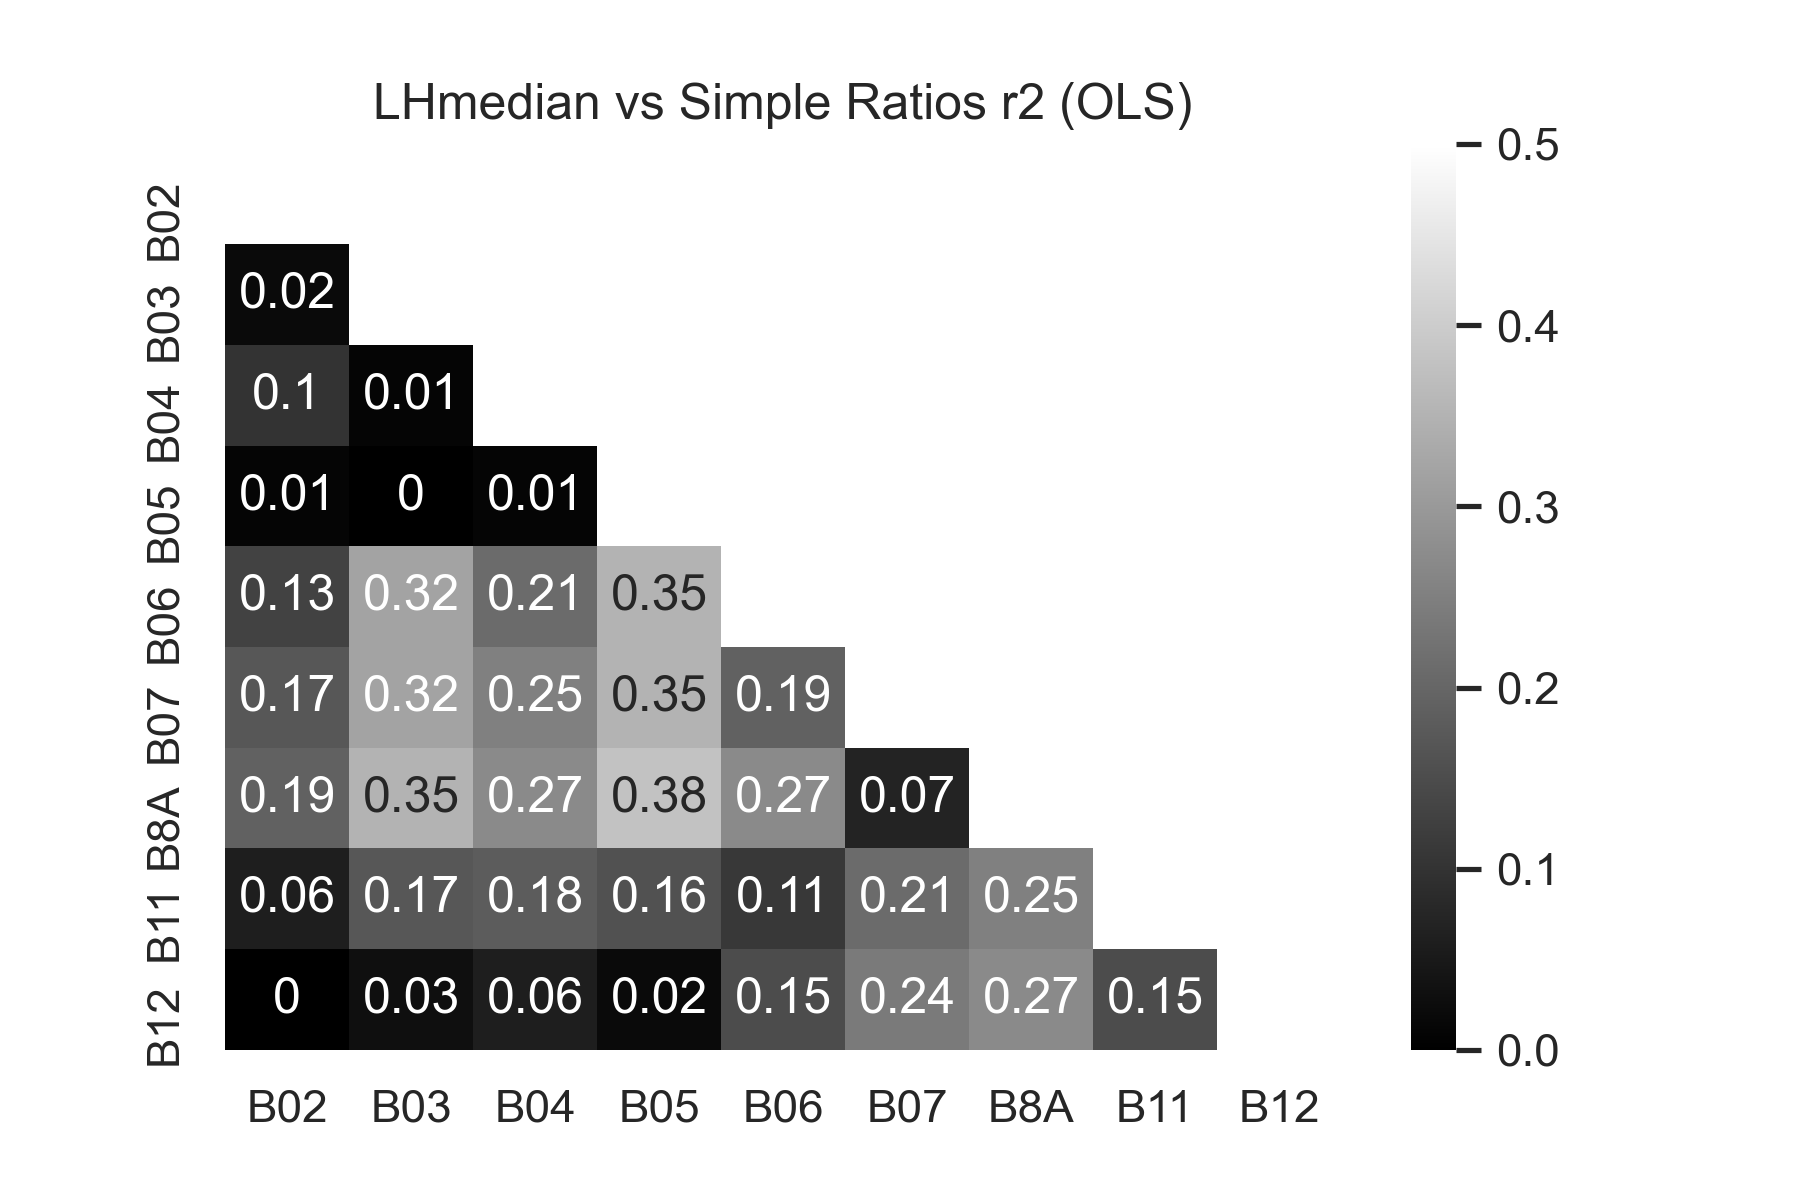 LHmedian vs Simple Ratios r2 (OLS)
B02
B03 0.02
B04 0.1 0.01
B05 0.01 0 0.01
B06 0.13 0.32 0.21 0.35
B07 0.17 0.32 0.25 0.35 0.19
B8A 0.19 0.35 0.27 0.38 0.27 0.07
B11 0.06 0.17 0.18 0.16 0.11 0.21 0.25
B12 0 0.03 0.06 0.02 0.15 0.24 0.27 0.15
B02 B03 B04 B05 B06 B07 B8A B11 B12
0.5
0.4
0.3
0.2
0.1
0.0